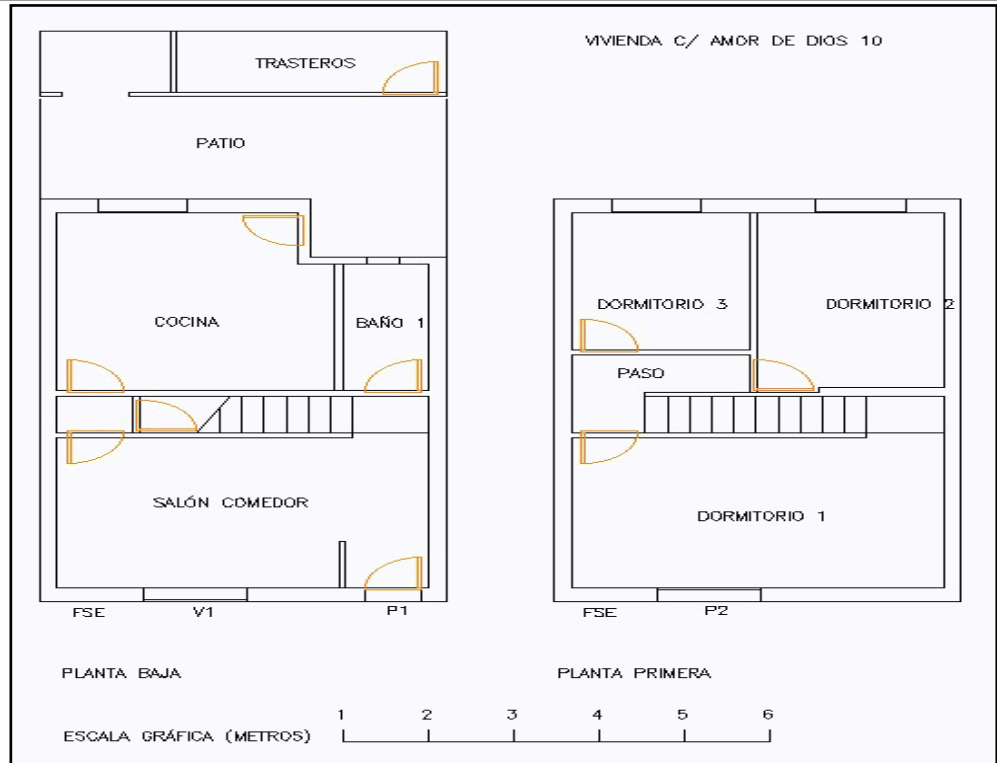 VIVIENDA C/ AMOR DE DIOS 10
TRASTEROS
PATIO
COCINA
BAÑO 1
SALÓN COMEDOR
FSE
V1
P1
PLANTA BAJA
DORMITORIO 3
DORMITORIO 2
PASO
DORMITORIO 1
FSE
P2
PLANTA PRIMERA
ESCALA GRÁFICA (METROS)
1 2 3 4 5 6